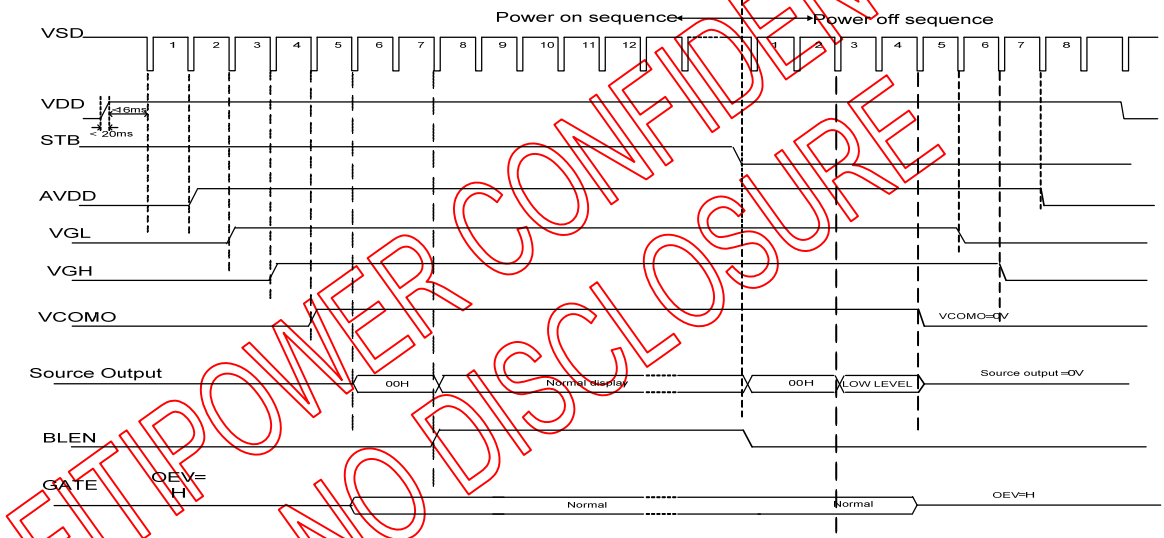 Power on sequence Power off sequence
VSD 1 2 3 4 5 6 7 8 9 10 11 12 1 2 3 4 5 6 7 8
VDD <16ms
< 20ms
STB
AVDD
VGL
VGH
VCOMO VCOMO=0V
Source Output 00H Normal display 00H LOW LEVEL Source output =0V
BLEN
GATE OEV=
H Normal Normal OEV=H
FITIPOWER CONFIDEN
NO DISCLOSURE